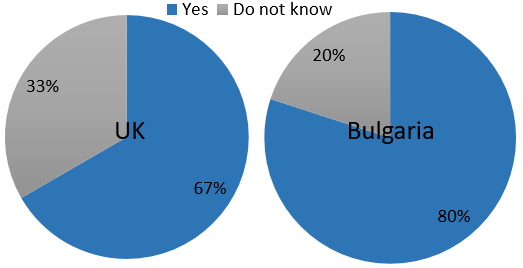 Yes Do not know
33%
UK
67%
20%
Bulgaria
80%